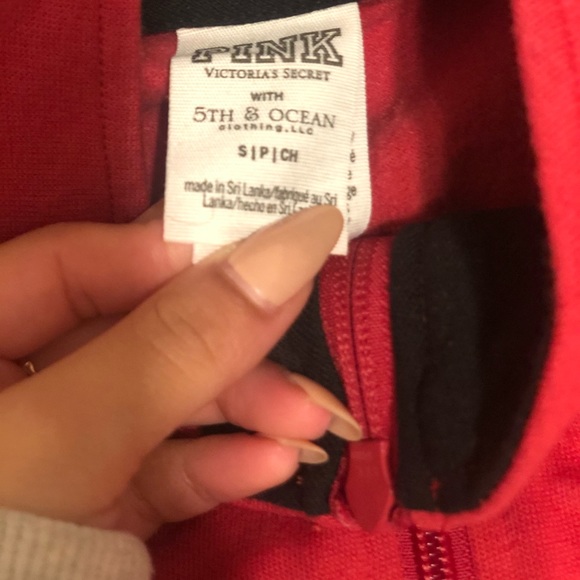 PINK
VICTORIA'S SECRET
WITH
5TH & OCEAN
clothing.LLC
S|P|CH
made in Sri Lanka/fabriqué au Sri
Lanka/hecho en Sri